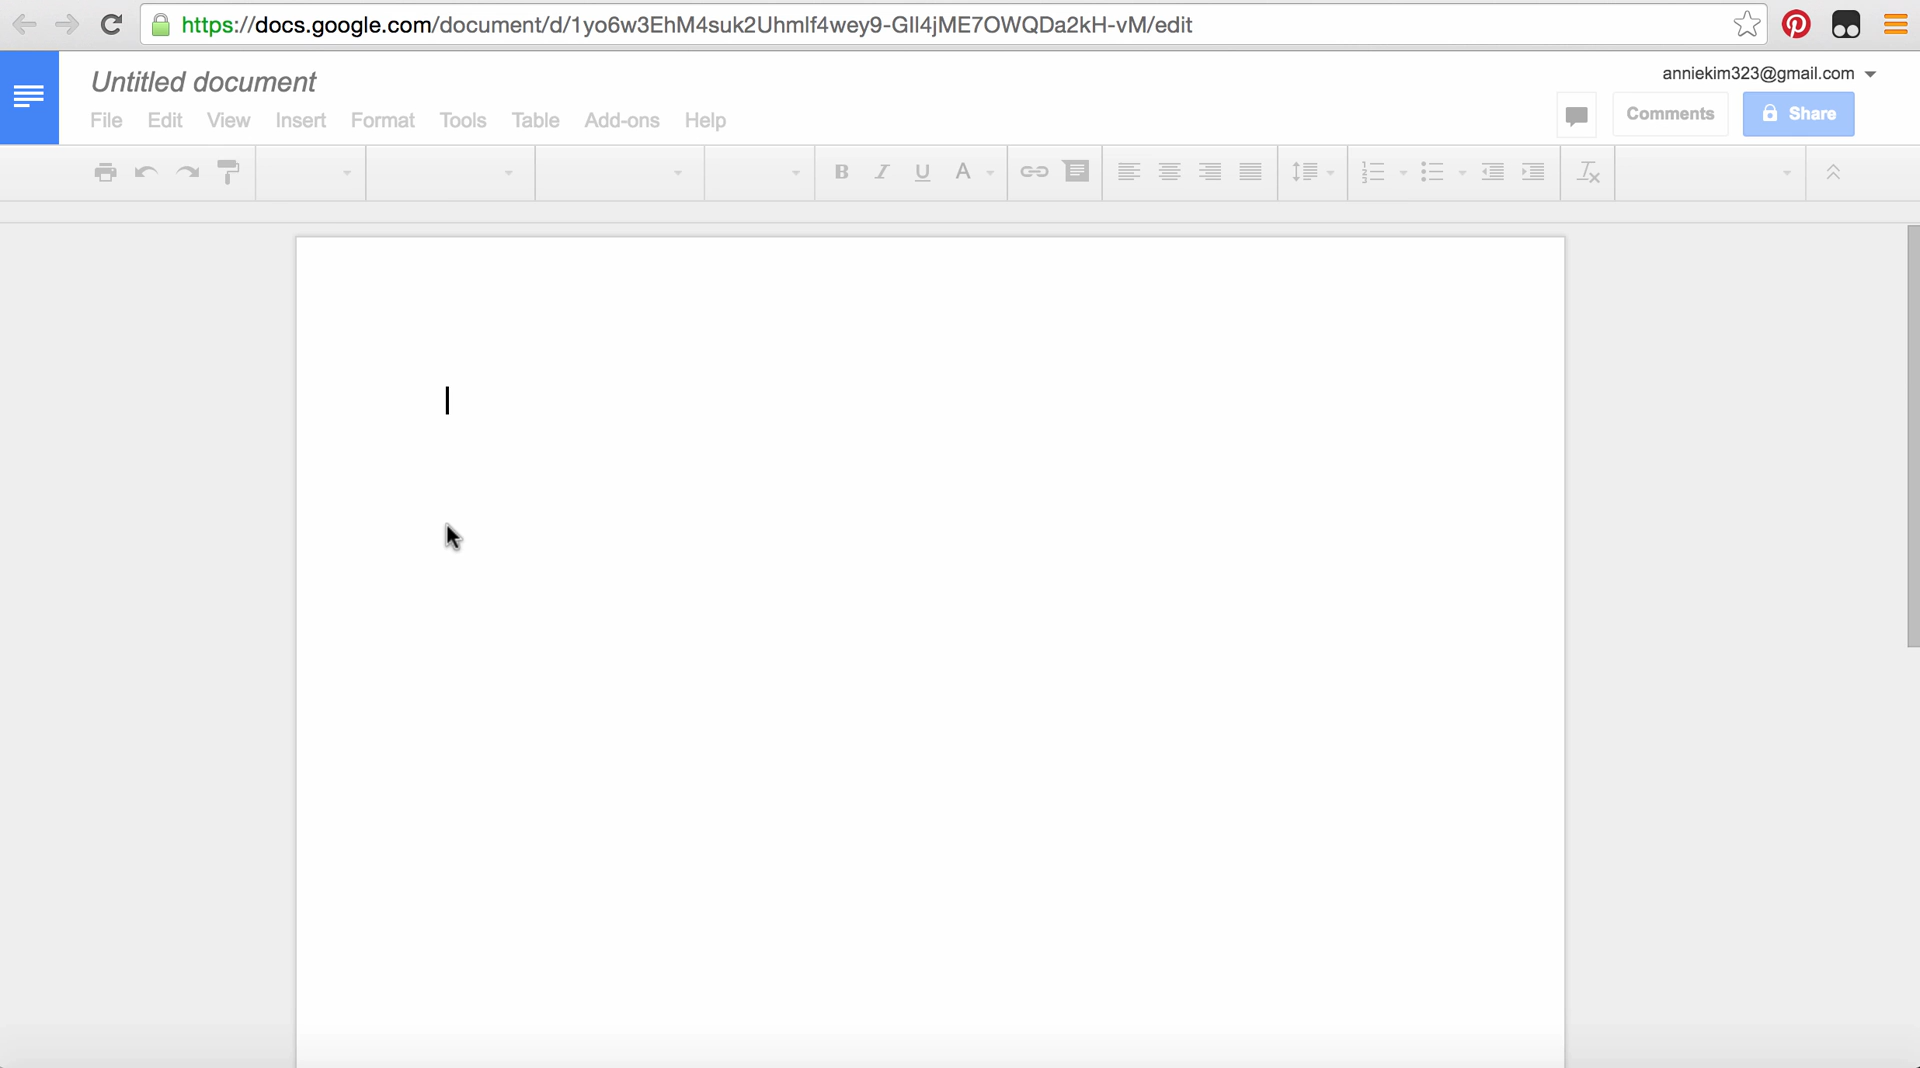 https://docs.google.com/document/d/1yo6w3EhM4suk2Uhmlf4wey9-Gll4jME7OWQDa2kH-vM/edit
Untitled document
anniekim323@gmail.com
File Edit View Insert Format Tools Table Add-ons Help
Comments
Share
B I U A